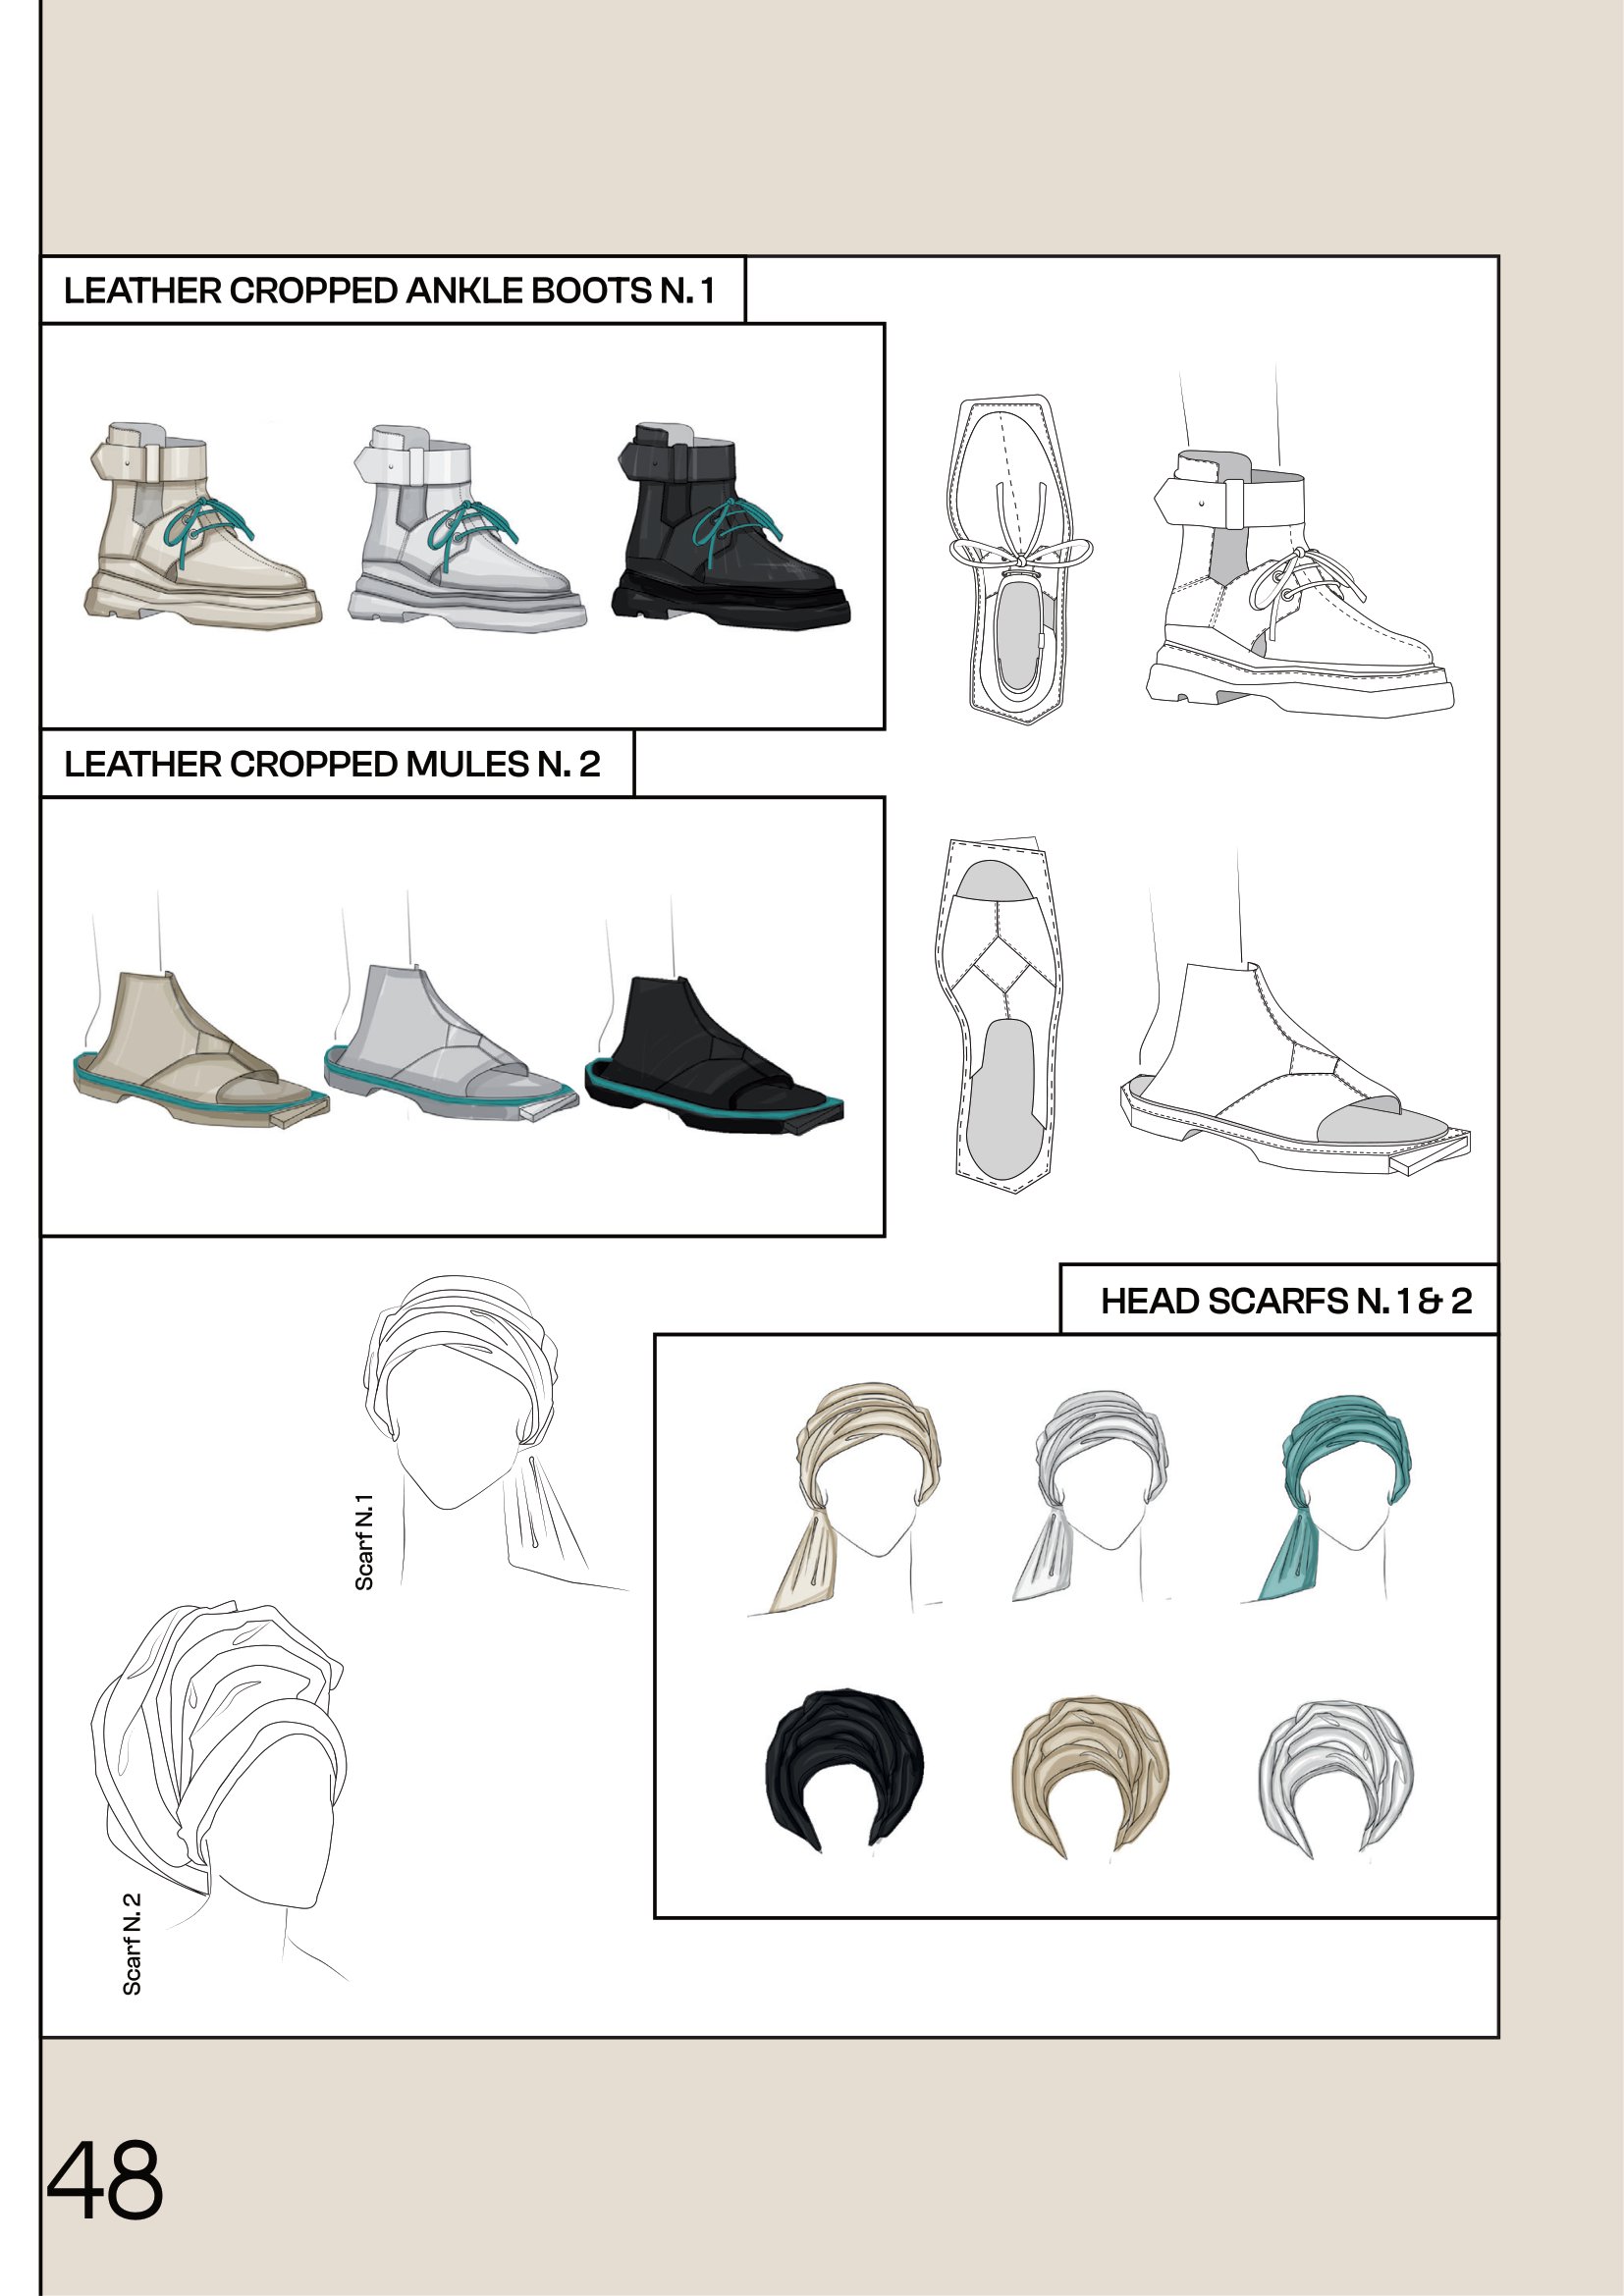 LEATHER CROPPED ANKLE BOOTS N. 1
LEATHER CROPPED MULES N. 2
HEAD SCARFS N. 1 & 2
Scarf N. 1
Scarf N. 2
48